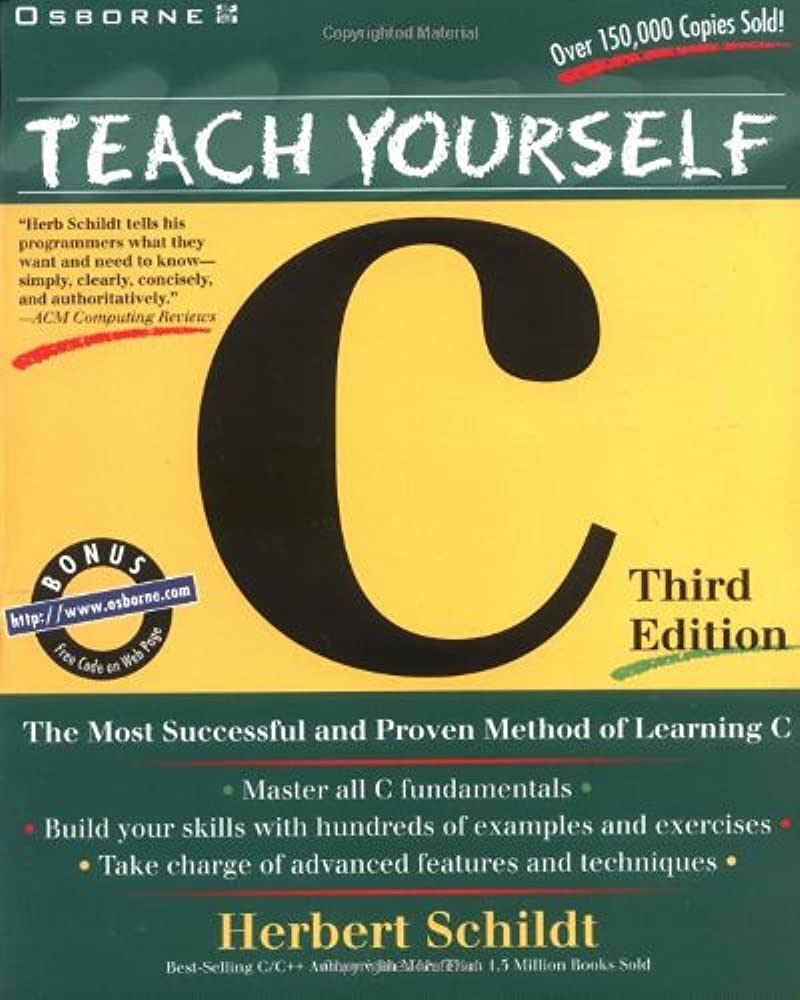 OSBORNE
Copyrighted Material
Over 150,000 Copies Sold!
TEACH YOURSELF
"Herb Schildt tells his
programmers what they
want and need to know—
simply, clearly, concisely,
and authoritatively."
—ACM Computing Reviews
C
BONUS
http://www.osborne.com
Free Code on Web Page
Third
Edition
The Most Successful and Proven Method of Learning C
• Master all C fundamentals •
• Build your skills with hundreds of examples and exercises •
• Take charge of advanced features and techniques •
Herbert Schildt
Best-Selling C/C++ 1.5 Million Books Sold